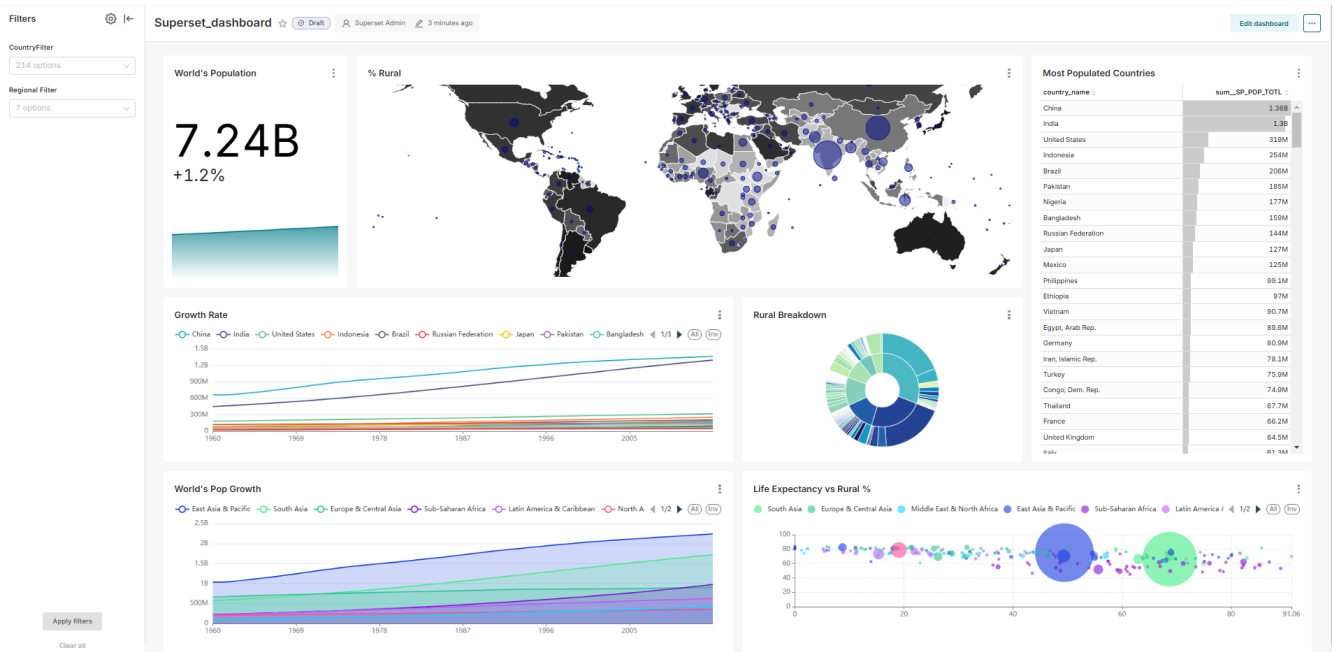 Filters
CountryFilter
214 options
Regional Filter
7 options
Apply filters
Clear all
Superset_dashboard
Draft
Superset Admin
3 minutes ago
Edit dashboard
World's Population
7.24B
+1.2%
% Rural
Most Populated Countries
country_name sum__SP_POP_TOTL
China 1.36B
India 1.3B
United States 319M
Indonesia 254M
Brazil 206M
Pakistan 185M
Nigeria 177M
Bangladesh 159M
Russian Federation 144M
Japan 127M
Mexico 125M
Philippines 99.1M
Ethiopia 97M
Vietnam 90.7M
Egypt, Arab Rep. 89.6M
Germany 80.9M
Iran, Islamic Rep. 78.1M
Turkey 75.9M
Congo, Dem. Rep. 74.9M
Thailand 67.7M
France 66.2M
United Kingdom 64.5M
Italy 61.3M
Growth Rate
China India United States Indonesia Brazil Russian Federation Japan Pakistan Bangladesh 1/3 All Inv
1.5B
1.2B
900M
600M
300M
0
1960 1969 1978 1987 1996 2005
Rural Breakdown
World's Pop Growth
East Asia & Pacific South Asia Europe & Central Asia Sub-Saharan Africa Latin America & Caribbean North A 1/2 All Inv
2.5B
2B
1.5B
1B
500M
0
1960 1969 1978 1987 1996 2005
Life Expectancy vs Rural %
South Asia Europe & Central Asia Middle East & North Africa East Asia & Pacific Sub-Saharan Africa Latin America & 1/2 All Inv
100
80
60
40
20
0
0 20 40 60 80 91.06